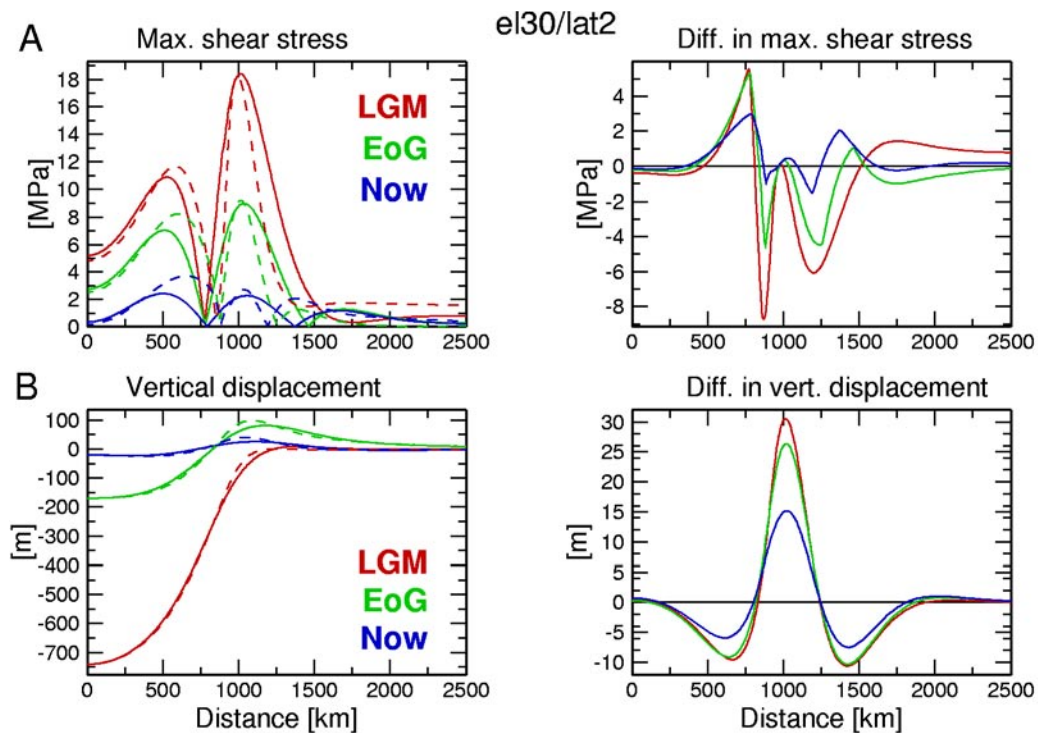 el30/lat2
A
Max. shear stress
Diff. in max. shear stress
18
16
14
12
10
8
6
4
2
0
[MPa]
LGM
EoG
Now
0 500 1000 1500 2000 2500
4
2
0
-2
-4
-6
-8
[MPa]
0 500 1000 1500 2000 2500
B
Vertical displacement
Diff. in vert. displacement
100
0
-100
-200
-300
-400
-500
-600
-700
[m]
LGM
EoG
Now
0 500 1000 1500 2000 2500
Distance [km]
30
25
20
15
10
5
0
-5
-10
[m]
0 500 1000 1500 2000 2500
Distance [km]